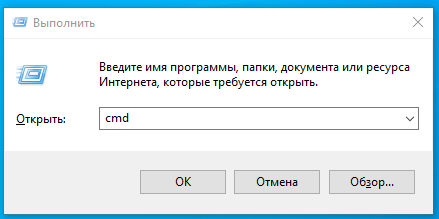 Выполнить
Введите имя программы, папки, документа или ресурса
Интернета, которые требуется открыть.
Открыть: cmd
OK Отмена Обзор...